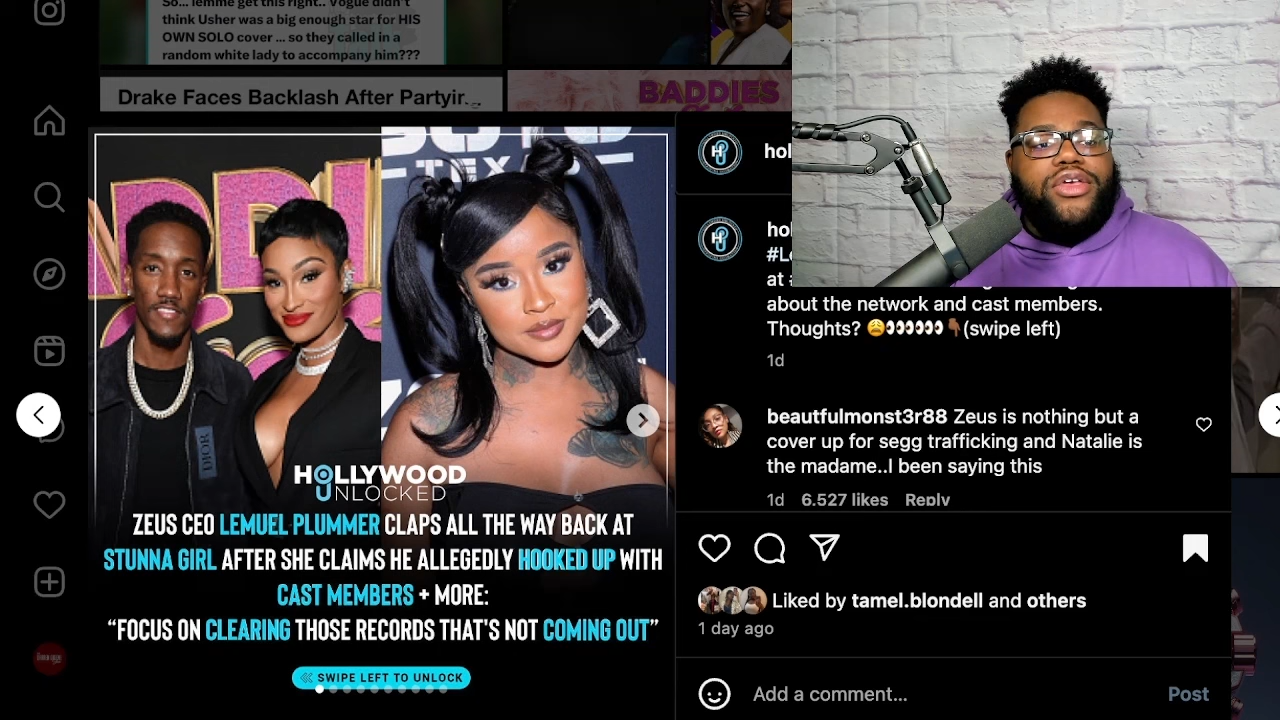 So... lemme get this right.. Vogue didn't
think Usher was a big enough star for HIS
OWN SOLO cover ... so they called in a
random white lady to accompany him???
Drake Faces Backlash After Partyin...
BADDIES
TEXAS
DIOR
HOLLYWOOD
UNLOCKED
ZEUS CEO LEMUEL PLUMMER CLAPS ALL THE WAY BACK AT
STUNNA GIRL AFTER SHE CLAIMS HE ALLEGEDLY HOOKED UP WITH
CAST MEMBERS + MORE:
“FOCUS ON CLEARING THOSE RECORDS THAT'S NOT COMING OUT”
SWIPE LEFT TO UNLOCK
hol
hol
at
about the network and cast members.
Thoughts? 😩👀👀👀👇🏾(swipe left)
1d
beautfulmonst3r88 Zeus is nothing but a
cover up for segg trafficking and Natalie is
the madame..I been saying this
1d 6.527 likes Reply
Liked by tamel.blondell and others
1 day ago
Add a comment...
Post